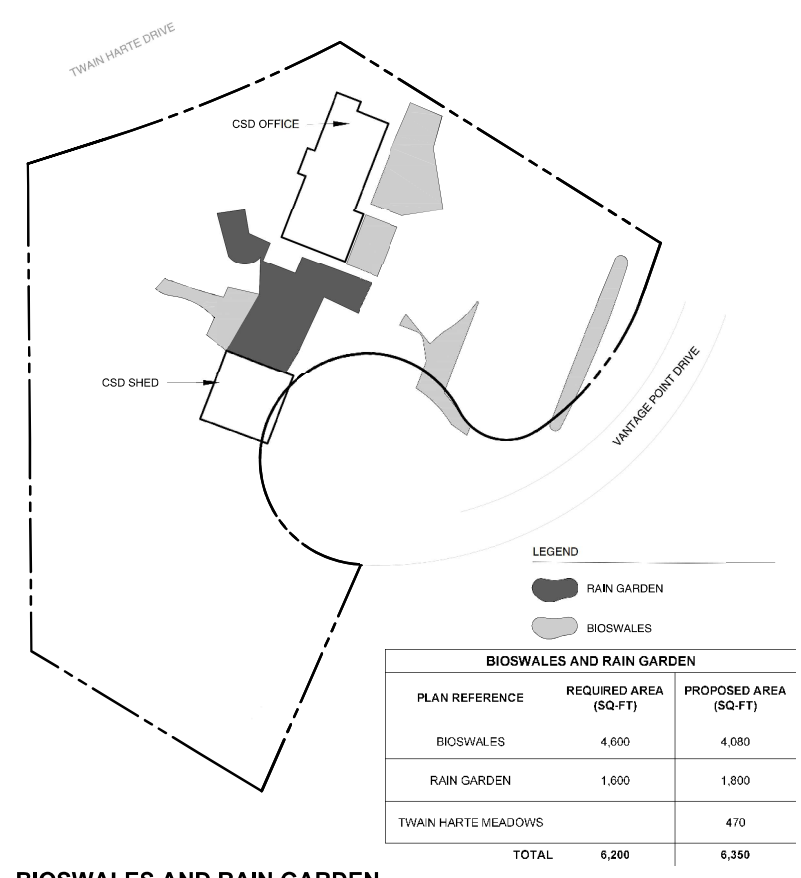 TWAIN HARTE DRIVE
CSD OFFICE
CSD SHED
VANTAGE POINT DRIVE
LEGEND
RAIN GARDEN
BIOSWALES
BIOSWALES AND RAIN GARDEN
PLAN REFERENCE REQUIRED AREA (SQ-FT) PROPOSED AREA (SQ-FT)
BIOSWALES 4,600 4,080
RAIN GARDEN 1,600 1,800
TWAIN HARTE MEADOWS 470
TOTAL 6,200 6,350
BIOSWALES AND RAIN GARDEN